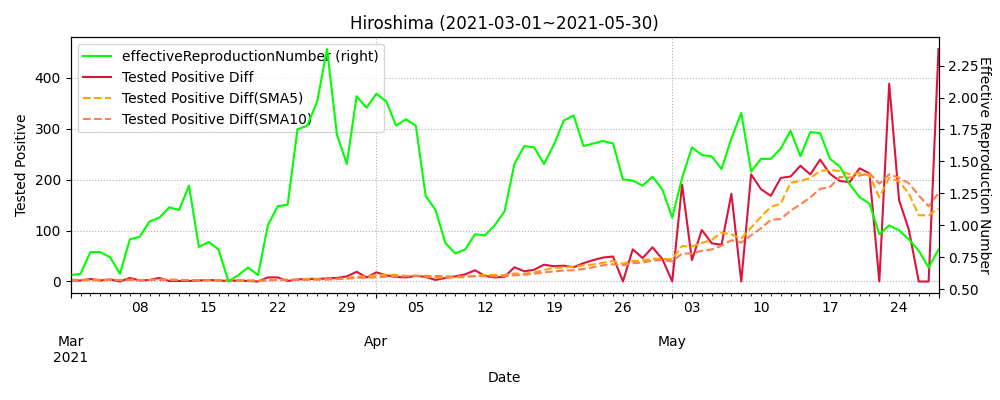 Hiroshima (2021-03-01~2021-05-30)
effectiveReproductionNumber (right)
Tested Positive Diff
Tested Positive Diff(SMA5)
Tested Positive Diff(SMA10)
Tested Positive
400
300
200
100
0
2.25
2.00
1.75
1.50
1.25
1.00
0.75
0.50
Effective Reproduction Number
08 15 22 29 05 12 19 26 03 10 17 24
Mar Apr May
2021
Date